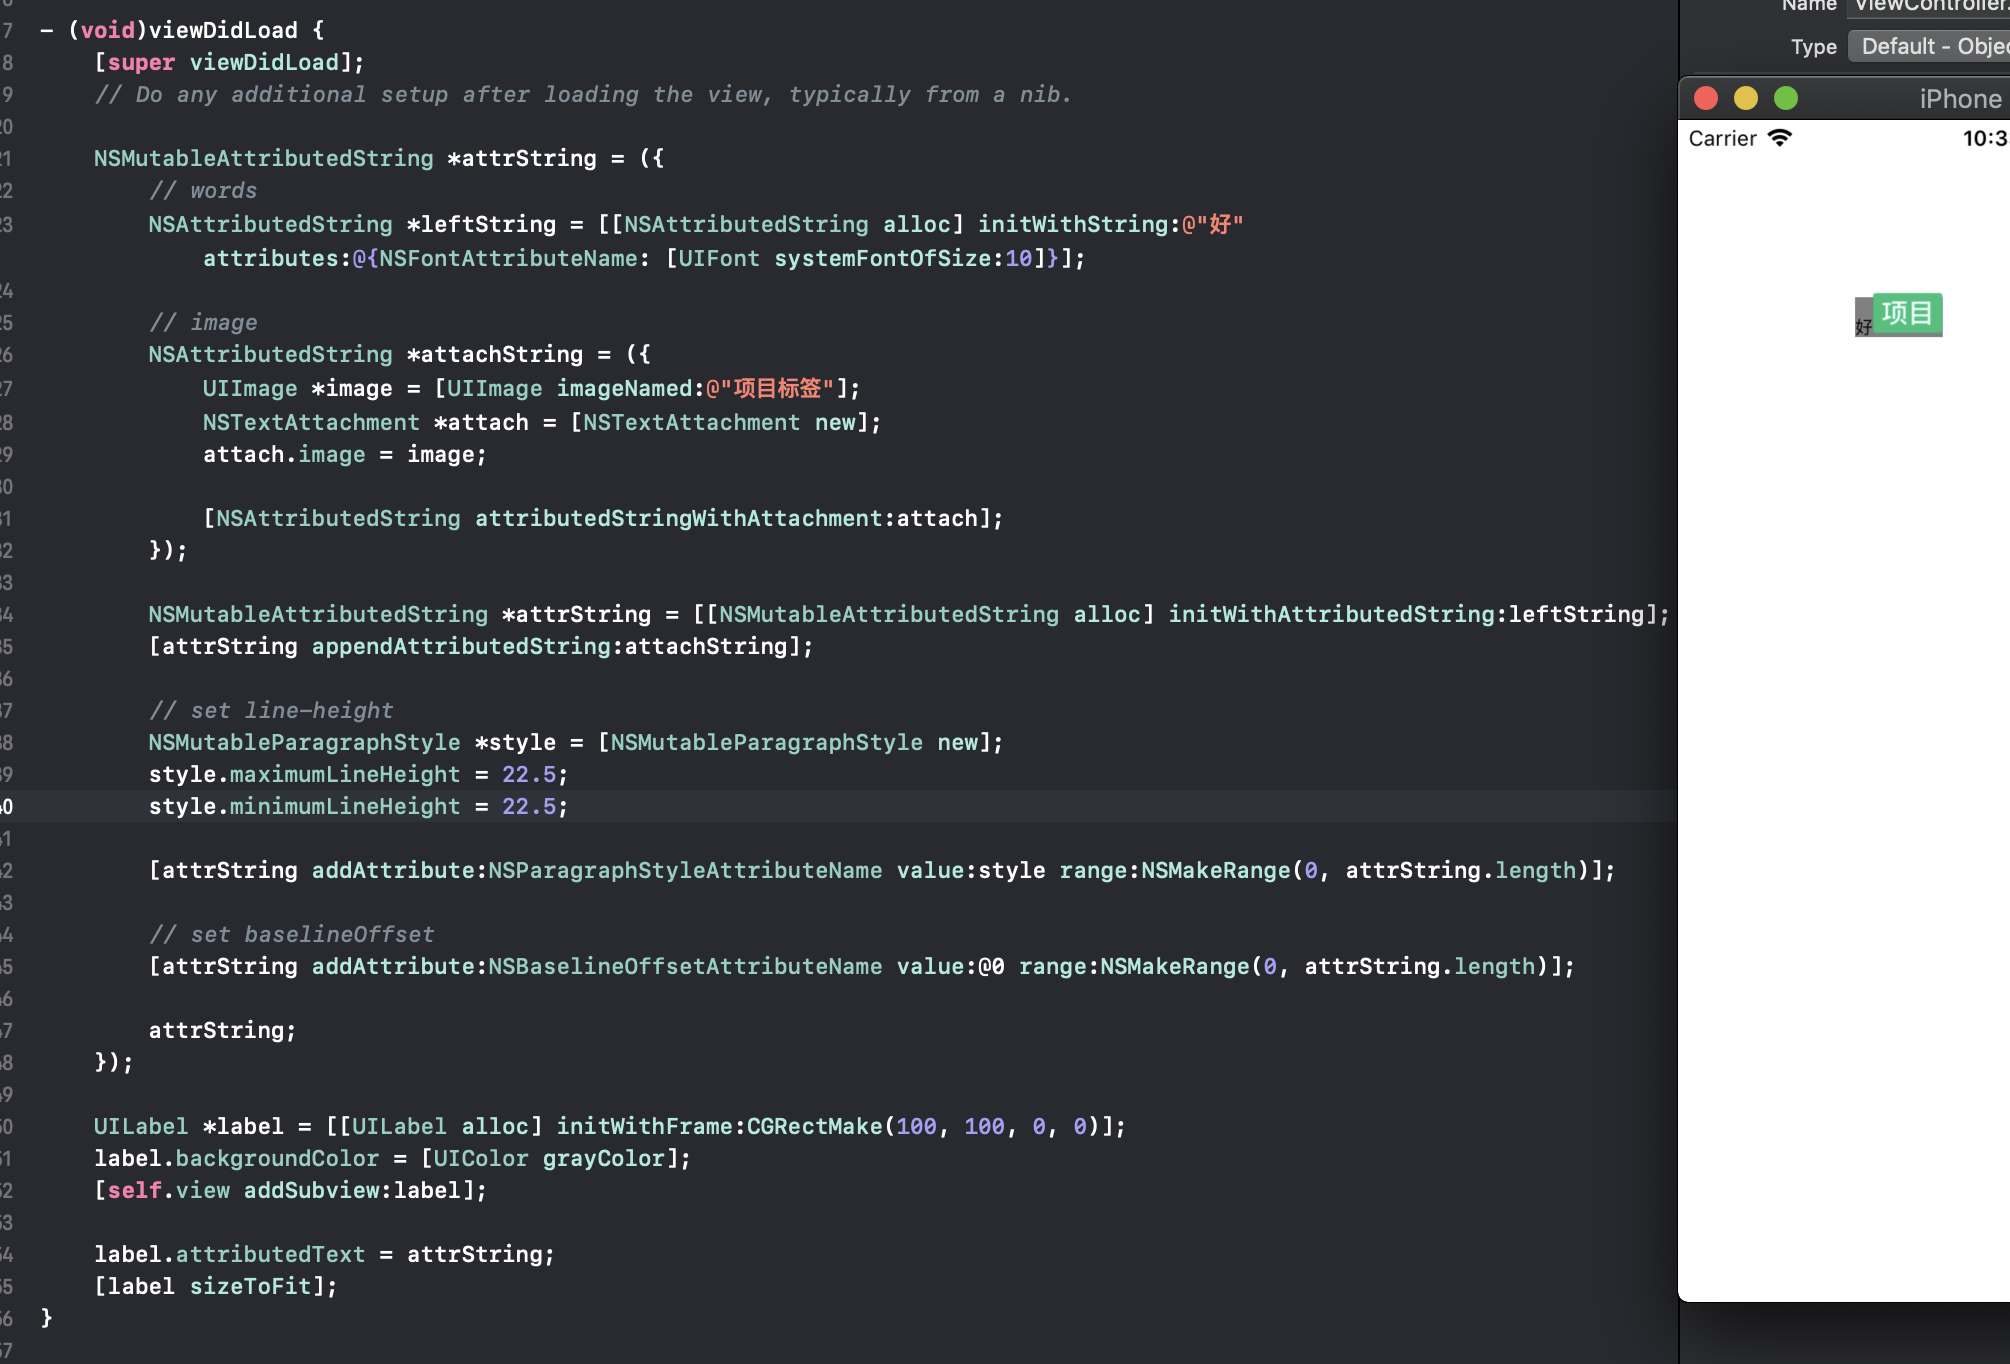 Name ViewController.
7 - (void)viewDidLoad {
Type Default - Objec
8 [super viewDidLoad];
9 // Do any additional setup after loading the view, typically from a nib.
iPhone
20
Carrier 10:3
21 NSMutableAttributedString *attrString = ({
22 // words
23 NSAttributedString *leftString = [[NSAttributedString alloc] initWithString:@"好"
attributes:@{NSFontAttributeName: [UIFont systemFontOfSize:10]}];
24
25 // image
好 项目
26 NSAttributedString *attachString = ({
27 UIImage *image = [UIImage imageNamed:@"项目标签"];
28 NSTextAttachment *attach = [NSTextAttachment new];
29 attach.image = image;
30
31 [NSAttributedString attributedStringWithAttachment:attach];
32 });
33
34 NSMutableAttributedString *attrString = [[NSMutableAttributedString alloc] initWithAttributedString:leftString];
35 [attrString appendAttributedString:attachString];
36
37 // set line-height
38 NSMutableParagraphStyle *style = [NSMutableParagraphStyle new];
39 style.maximumLineHeight = 22.5;
40 style.minimumLineHeight = 22.5;
41
42 [attrString addAttribute:NSParagraphStyleAttributeName value:style range:NSMakeRange(0, attrString.length)];
43
44 // set baselineOffset
45 [attrString addAttribute:NSBaselineOffsetAttributeName value:@0 range:NSMakeRange(0, attrString.length)];
46
47 attrString;
48 });
49
50 UILabel *label = [[UILabel alloc] initWithFrame:CGRectMake(100, 100, 0, 0)];
51 label.backgroundColor = [UIColor grayColor];
52 [self.view addSubview:label];
53
54 label.attributedText = attrString;
55 [label sizeToFit];
56 }
57